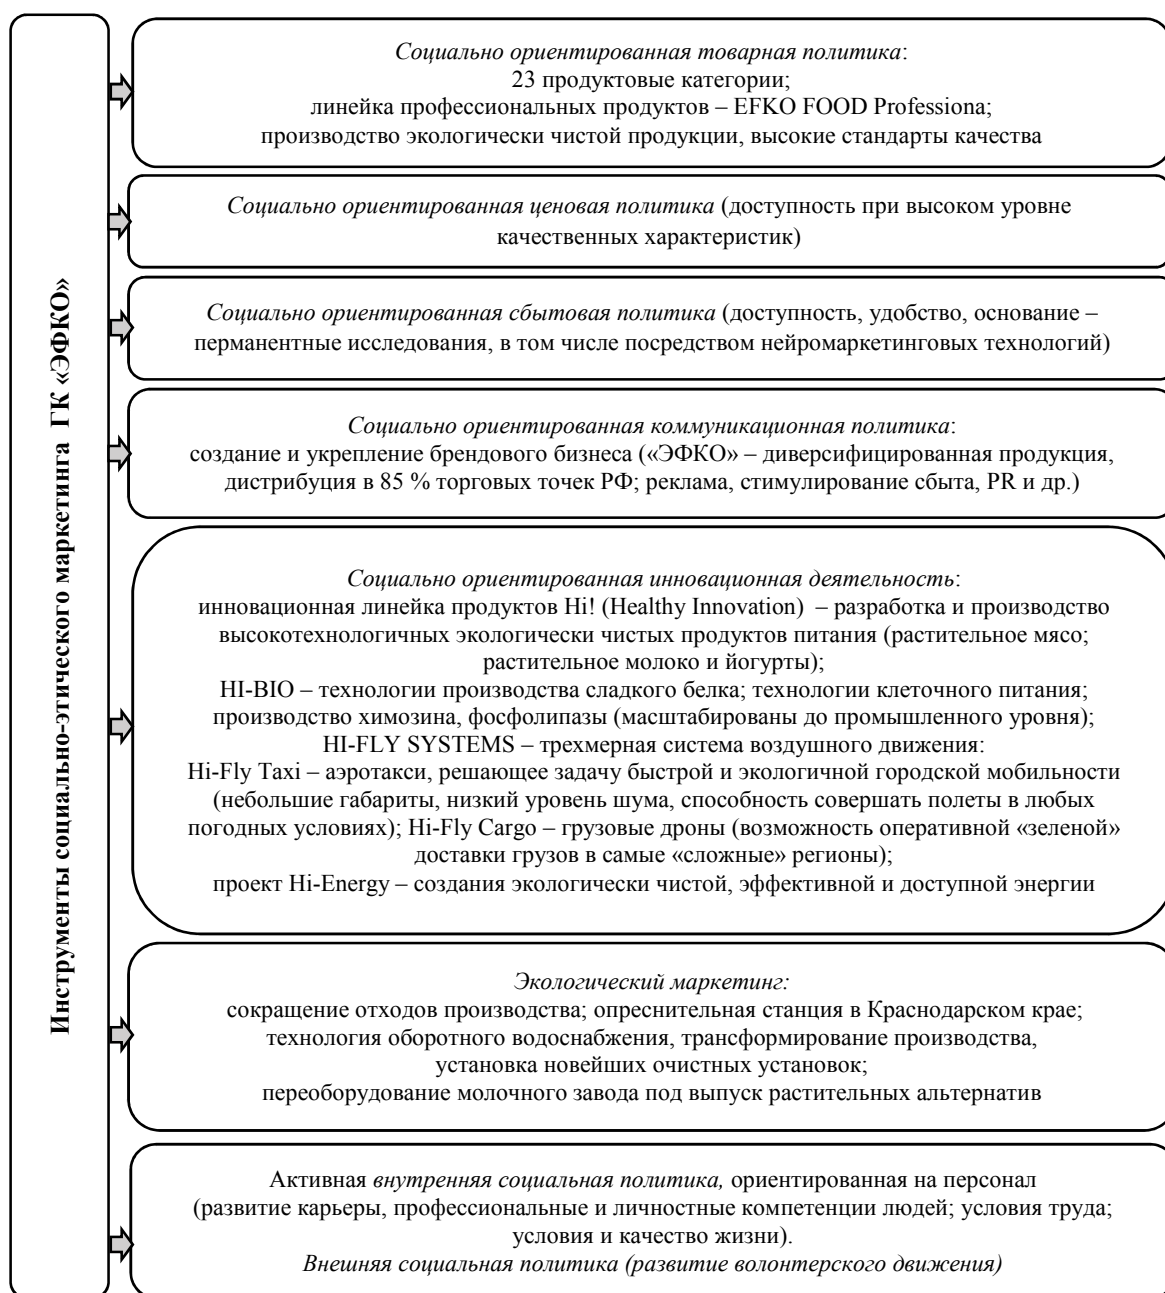 Инструменты социально-этического маркетинга ГК «ЭФКО»
Социально ориентированная товарная политика:
23 продуктовые категории;
линейка профессиональных продуктов – EFKO FOOD Professiona;
производство экологически чистой продукции, высокие стандарты качества
Социально ориентированная ценовая политика (доступность при высоком уровне
качественных характеристик)
Социально ориентированная сбытовая политика (доступность, удобство, основание –
перманентные исследования, в том числе посредством нейромаркетинговых технологий)
Социально ориентированная коммуникационная политика:
создание и укрепление брендового бизнеса («ЭФКО» – диверсифицированная продукция,
дистрибуция в 85 % торговых точек РФ; реклама, стимулирование сбыта, PR и др.)
Социально ориентированная инновационная деятельность:
инновационная линейка продуктов Hi! (Healthy Innovation) – разработка и производство
высокотехнологичных экологически чистых продуктов питания (растительное мясо;
растительное молоко и йогурты);
HI-BIO – технологии производства сладкого белка; технологии клеточного питания;
производство химозина, фосфолипазы (масштабированы до промышленного уровня);
HI-FLY SYSTEMS – трехмерная система воздушного движения:
Hi-Fly Taxi – аэротакси, решающее задачу быстрой и экологичной городской мобильности
(небольшие габариты, низкий уровень шума, способность совершать полеты в любых
погодных условиях); Hi-Fly Cargo – грузовые дроны (возможность оперативной «зеленой»
доставки грузов в самые «сложные» регионы);
проект Hi-Energy – создания экологически чистой, эффективной и доступной энергии
Экологический маркетинг:
сокращение отходов производства; опреснительная станция в Краснодарском крае;
технология оборотного водоснабжения, трансформирование производства,
установка новейших очистных установок;
переоборудование молочного завода под выпуск растительных альтернатив
Активная внутренняя социальная политика, ориентированная на персонал
(развитие карьеры, профессиональные и личностные компетенции людей; условия труда;
условия и качество жизни).
Внешняя социальная политика (развитие волонтерского движения)